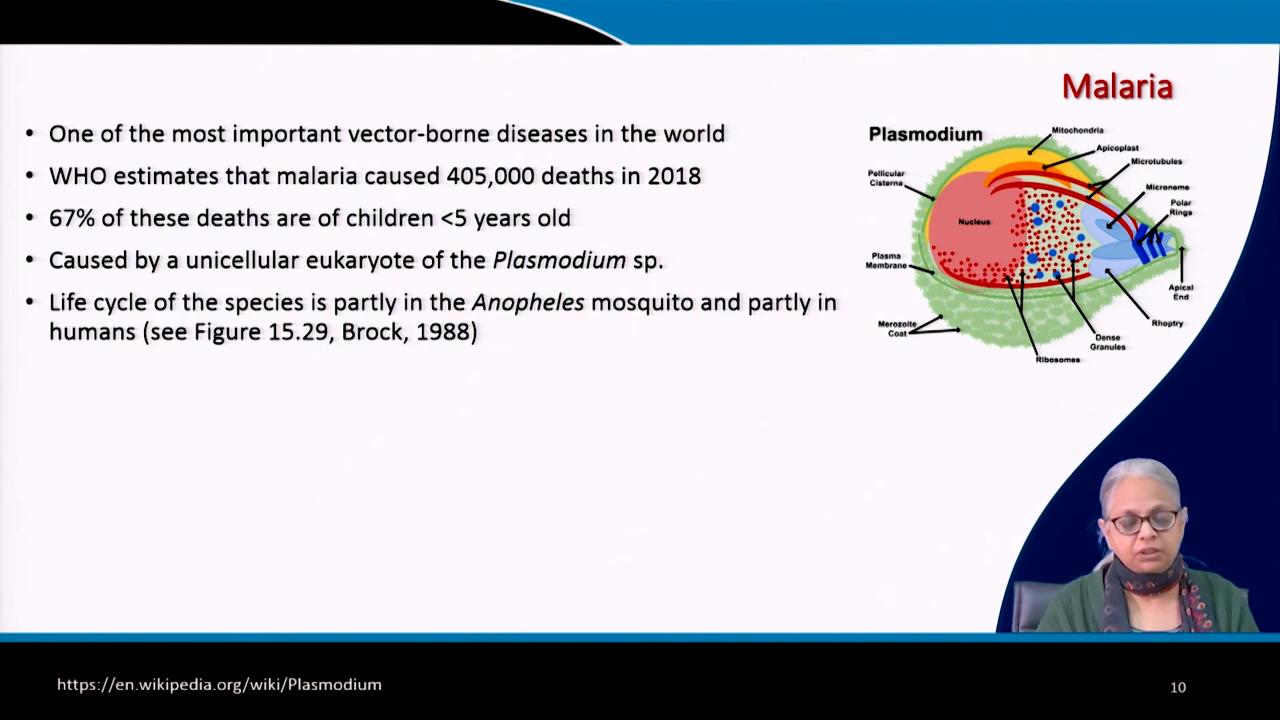 Malaria
• One of the most important vector-borne diseases in the world
• WHO estimates that malaria caused 405,000 deaths in 2018
• 67% of these deaths are of children <5 years old
• Caused by a unicellular eukaryote of the Plasmodium sp.
• Life cycle of the species is partly in the Anopheles mosquito and partly in
humans (see Figure 15.29, Brock, 1988)
Plasmodium
Mitochondria
Apicoplast
Microtubules
Microneme
Polar
Rings
Pellicular
Cisterna
Nucleus
Plasma
Membrane
Apical
End
Merozoite
Coat
Rhoptry
Dense
Granules
Ribosomes
https://en.wikipedia.org/wiki/Plasmodium
10